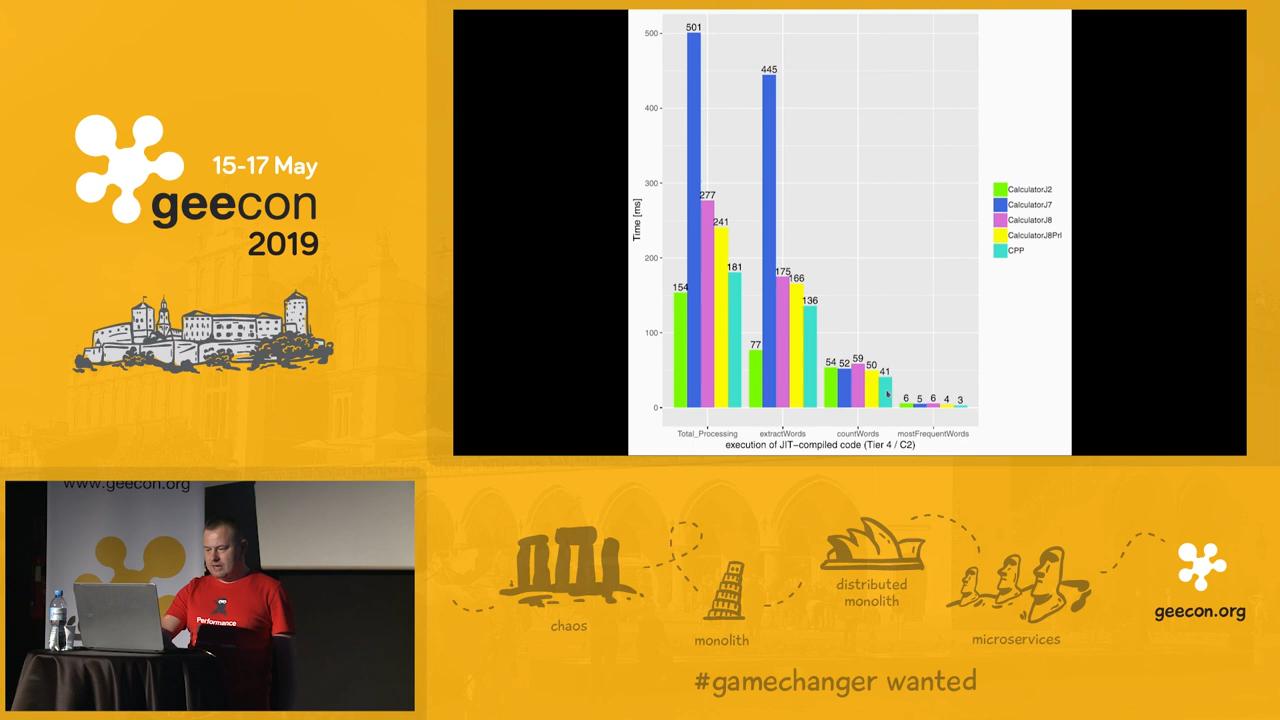 15-17 May
geecon
2019
501
500
445
400
300
277
241
200
181
175
166
154
136
100
77
54
52
59
50
41
6
5
6
4
3
0
Time [ms]
Total_Processing
extractWords
countWords
mostFrequentWords
execution of JIT-compiled code (Tier 4 / C2)
CalculatorJ2
CalculatorJ7
CalculatorJ8
CalculatorJ8Prl
CPP
www.geecon.org
Performance
chaos
monolith
distributed
monolith
microservices
geecon.org
#gamechanger wanted